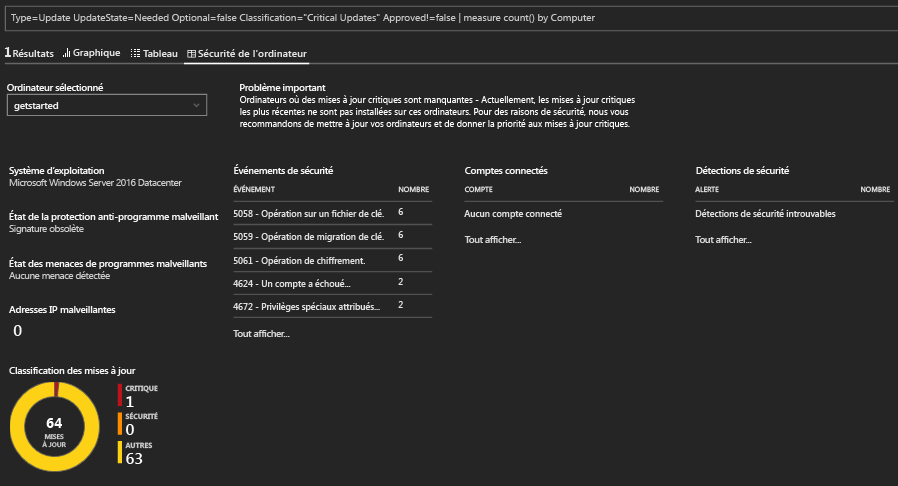 Type=Update UpdateState=Needed Optional=false Classification="Critical Updates" Approved!=false | measure count() by Computer
1 Résultats Graphique Tableau Sécurité de l'ordinateur
Ordinateur sélectionné
getstarted
Problème important
Ordinateurs où des mises à jour critiques sont manquantes - Actuellement, les mises à jour critiques
les plus récentes ne sont pas installées sur ces ordinateurs. Pour des raisons de sécurité, nous vous
recommandons de mettre à jour vos ordinateurs et de donner la priorité aux mises à jour critiques.
Système d'exploitation
Microsoft Windows Server 2016 Datacenter
État de la protection anti-programme malveillant
Signature obsolète
État des menaces de programmes malveillants
Aucune menace détectée
Adresses IP malveillantes
0
Événements de sécurité
ÉVÉNEMENT NOMBRE
5058 - Opération sur un fichier de clé. 6
5059 - Opération de migration de clé. 6
5061 - Opération de chiffrement. 6
4624 - Un compte a échoué... 2
4672 - Privilèges spéciaux attribués... 2
Tout afficher...
Comptes connectés
COMPTE NOMBRE
Aucun compte connecté
Tout afficher...
Détections de sécurité
ALERTE NOMBRE
Détections de sécurité introuvables
Tout afficher...
Classification des mises à jour
64
MISES
À JOUR
CRITIQUE
1
SÉCURITÉ
0
AUTRES
63